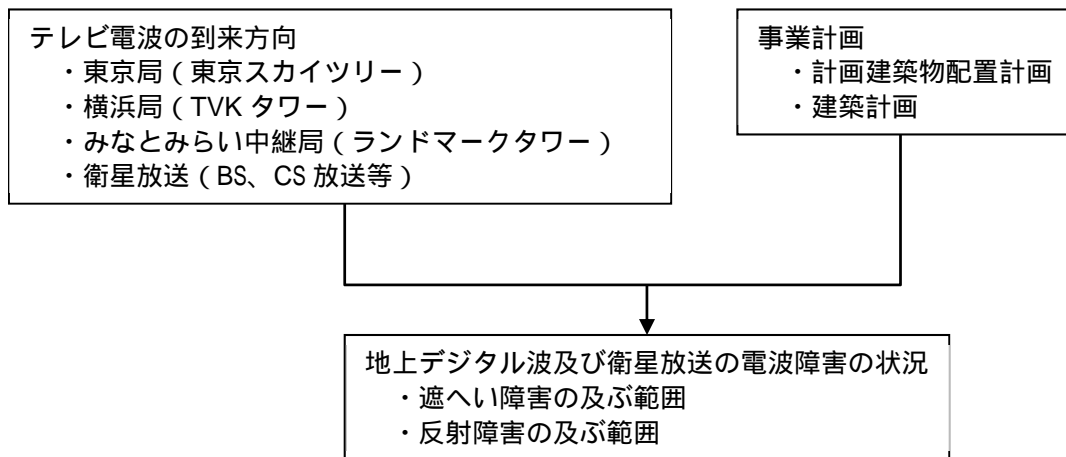 テレビ電波の到来方向
・東京局（東京スカイツリー）
・横浜局（TVK タワー）
・みなとみらい中継局（ランドマークタワー）
・衛星放送（BS、CS 放送等）
事業計画
・計画建築物配置計画
・建築計画
地上デジタル波及び衛星放送の電波障害の状況
・遮へい障害の及ぶ範囲
・反射障害の及ぶ範囲